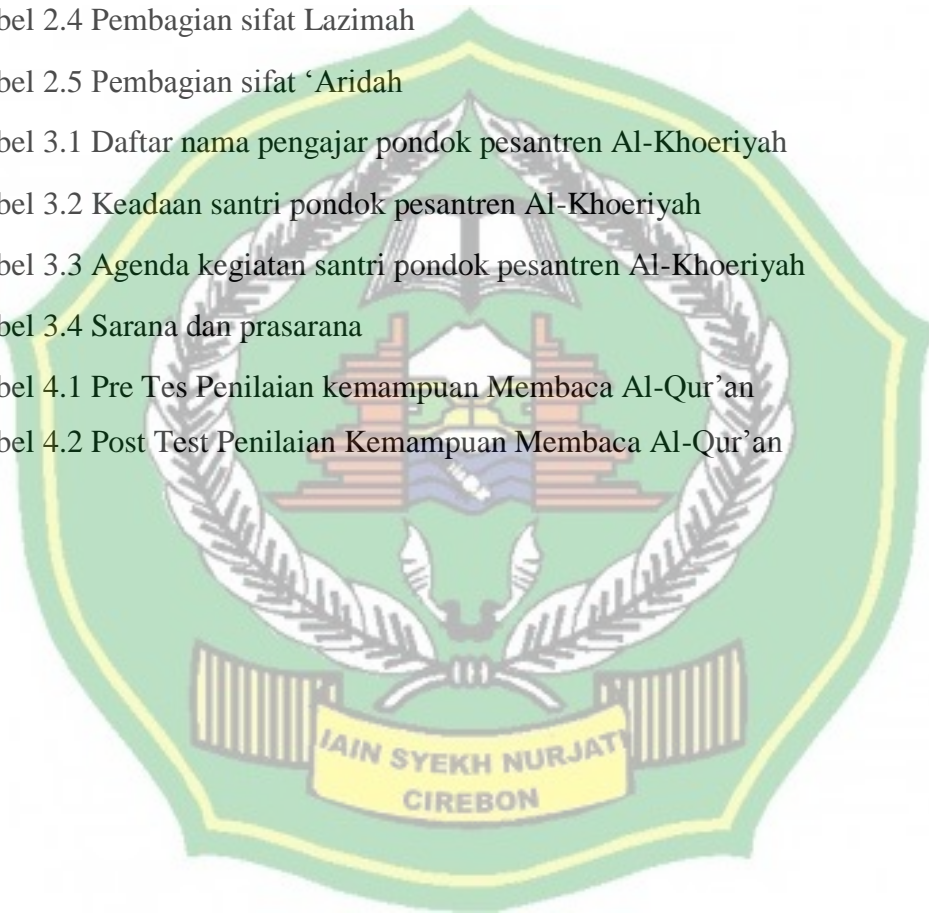 bel 2.4 Pembagian sifat Lazimah
bel 2.5 Pembagian sifat ‘Aridah
bel 3.1 Daftar nama pengajar pondok pesantren Al-Khoeriyah
bel 3.2 Keadaan santri pondok pesantren Al-Khoeriyah
bel 3.3 Agenda kegiatan santri pondok pesantren Al-Khoeriyah
bel 3.4 Sarana dan prasarana
bel 4.1 Pre Tes Penilaian kemampuan Membaca Al-Qur’an
bel 4.2 Post Test Penilaian Kemampuan Membaca Al-Qur’an
IAIN SYEKH NURJATI
CIREBON